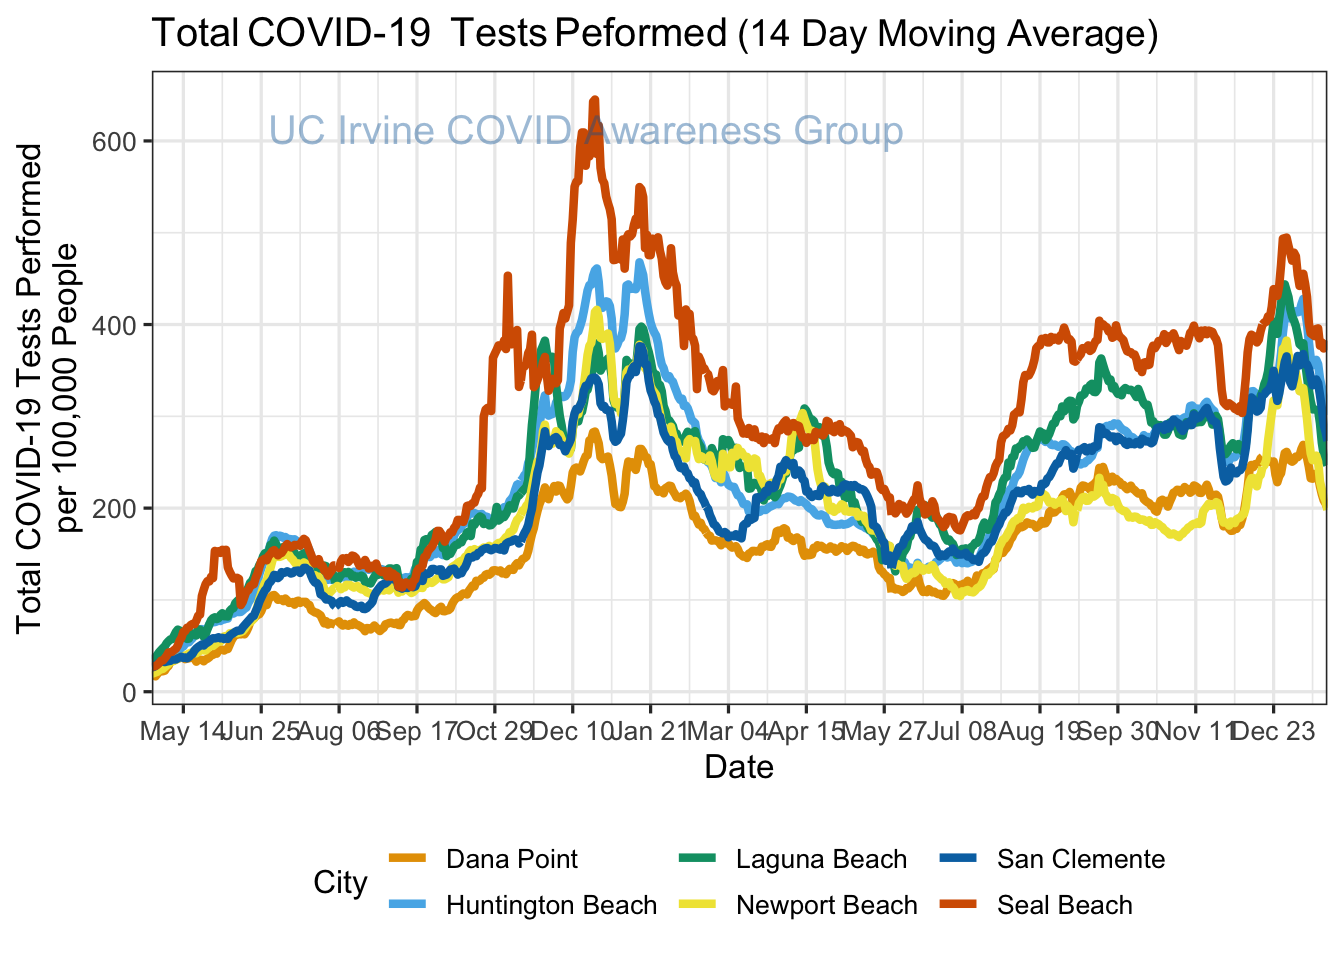 Total COVID-19 Tests Peformed (14 Day Moving Average)
UC Irvine COVID Awareness Group
Total COVID-19 Tests Performed
per 100,000 People
600
400
200
0
May 14 Jun 25 Aug 06 Sep 17 Oct 29 Dec 10 Jan 21 Mar 04 Apr 15 May 27 Jul 08 Aug 19 Sep 30 Nov 11 Dec 23
Date
City
Dana Point
Laguna Beach
San Clemente
Huntington Beach
Newport Beach
Seal Beach